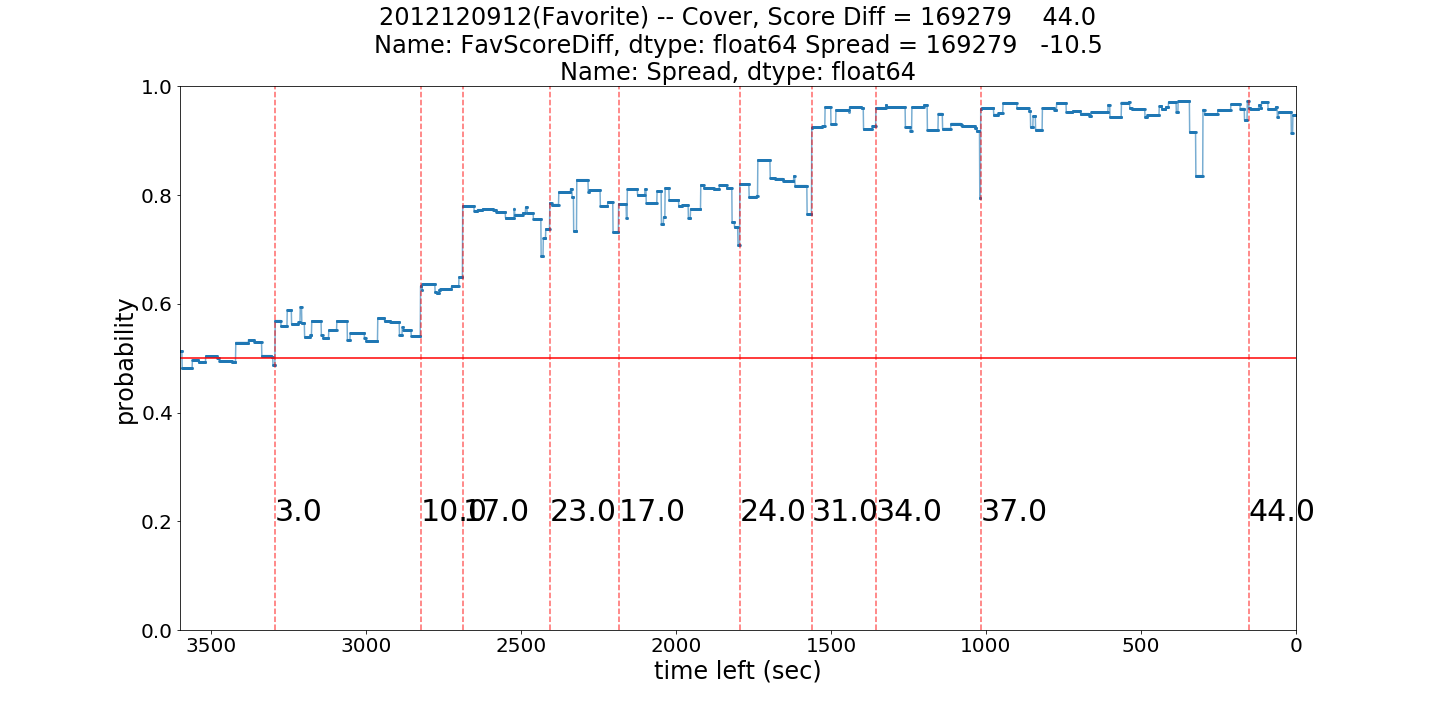 2012120912(Favorite) -- Cover, Score Diff = 169279    44.0
Name: FavScoreDiff, dtype: float64 Spread = 169279   -10.5
Name: Spread, dtype: float64
1.0
0.8
0.6
0.4
0.2
0.0
probability
3.0 10.0 17.0 23.0 17.0 24.0 31.0 34.0 37.0 44.0
3500 3000 2500 2000 1500 1000 500 0
time left (sec)